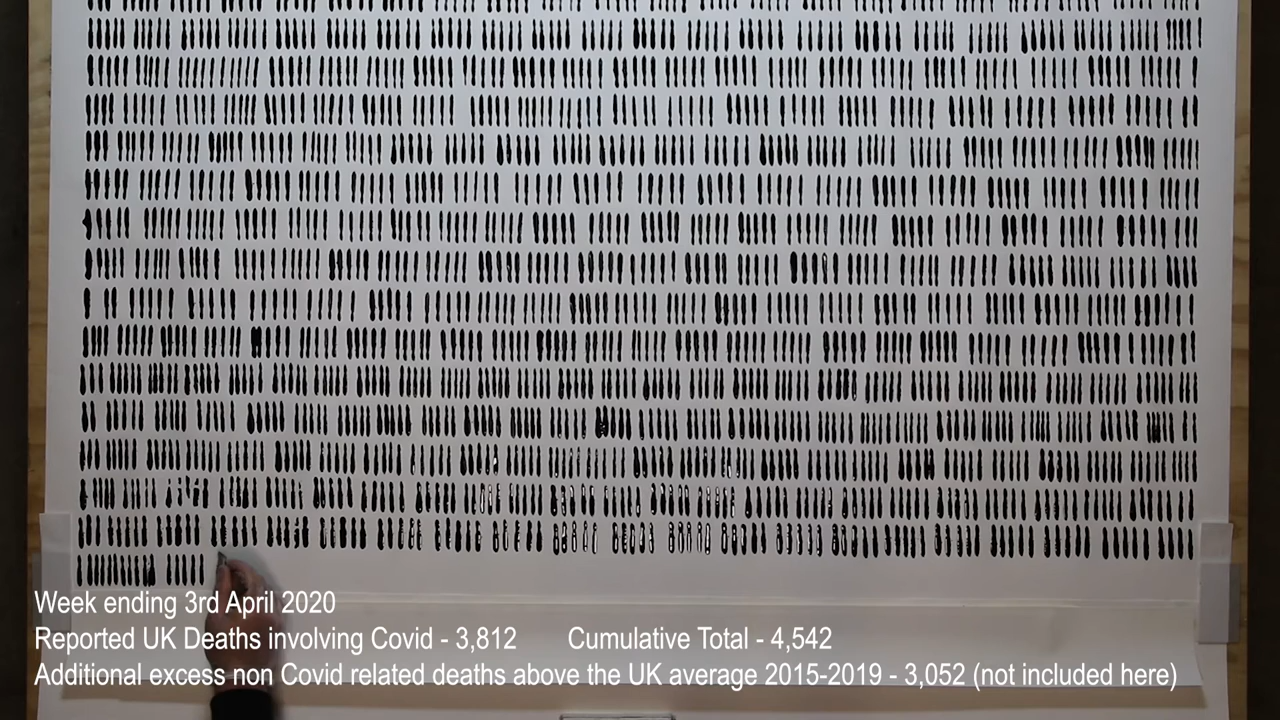 Week ending 3rd April 2020
Reported UK Deaths involving Covid - 3,812 Cumulative Total - 4,542
Additional excess non Covid related deaths above the UK average 2015-2019 - 3,052 (not included here)